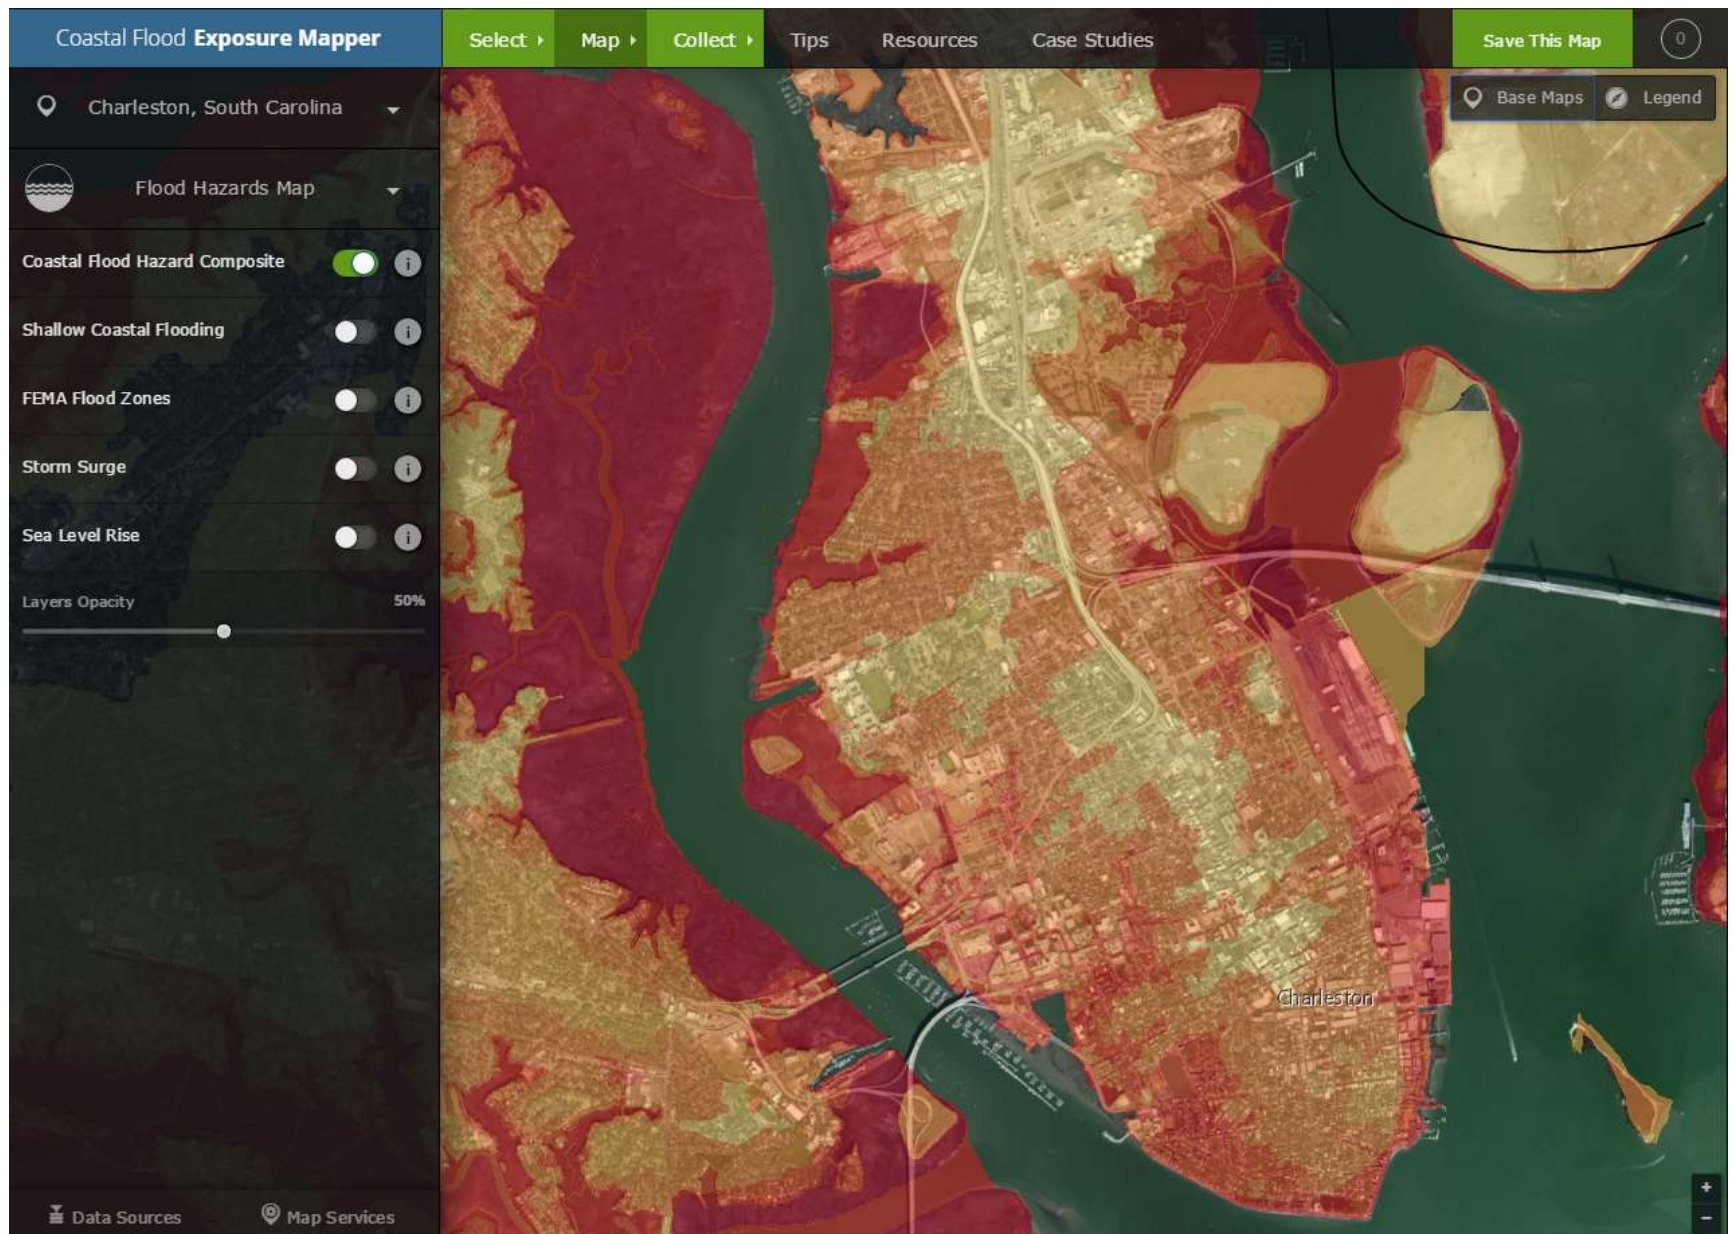 Coastal Flood Exposure Mapper
Select
Map
Collect
Tips
Resources
Case Studies
Save This Map
0
Charleston, South Carolina
Base Maps
Legend
Flood Hazards Map
Coastal Flood Hazard Composite
i
Shallow Coastal Flooding
i
FEMA Flood Zones
i
Storm Surge
i
Sea Level Rise
i
Layers Opacity
50%
Charleston
Data Sources
Map Services
+
−